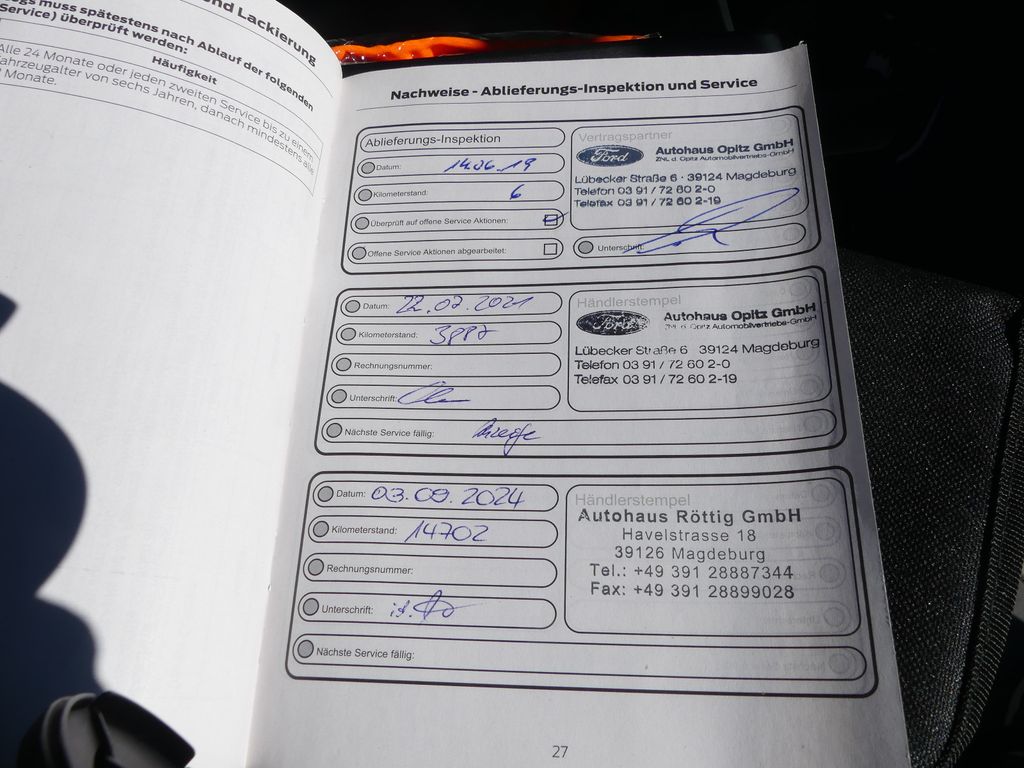 nd Lackierung
gs muss spätestens nach Ablauf der folgenden
Service) überprüft werden:
Häufigkeit
Alle 24 Monate oder jeden zweiten Service bis zu einem
ahrzeugalter von sechs Jahren, danach mindestens alle
Monate.
Nachweise - Ablieferungs-Inspektion und Service
Ablieferungs-Inspektion
Datum: 14.06.19
Kilometerstand: 6
Überprüft auf offene Service Aktionen:
Offene Service Aktionen abgearbeitet:
Vertragspartner
Ford Autohaus Opitz GmbH
ZNL d. Opitz Automobilvertriebs-GmbH
Lübecker Straße 6 · 39124 Magdeburg
Telefon 03 91 / 72 60 2-0
Telefax 03 91 / 72 60 2-19
Unterschrift:
Datum: 22.07.2021
Kilometerstand: 3887
Rechnungsnummer:
Unterschrift:
Nächste Service fällig: Anzeige
Händlerstempel
Ford Autohaus Opitz GmbH
ZNL d. Opitz Automobilvertriebs-GmbH
Lübecker Straße 6 39124 Magdeburg
Telefon 03 91 / 72 60 2-0
Telefax 03 91 / 72 60 2-19
Datum: 03.09.2024
Kilometerstand: 14702
Rechnungsnummer:
Unterschrift:
Nächste Service fällig:
Händlerstempel
Autohaus Röttig GmbH
Havelstrasse 18
39126 Magdeburg
Tel.: +49 391 28887344
Fax: +49 391 28899028
27